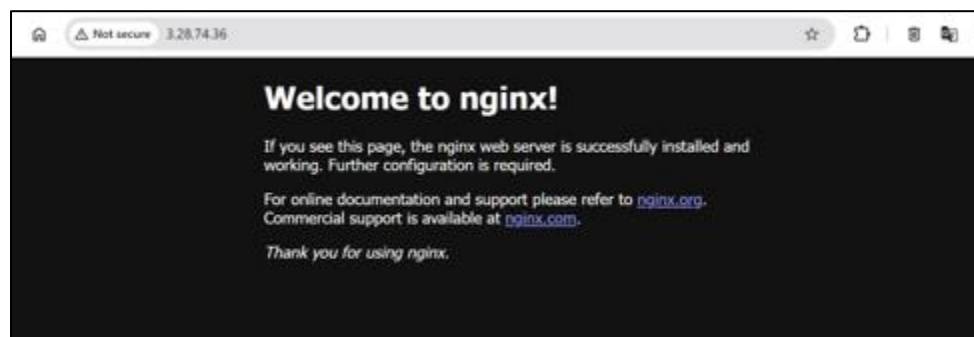 Not secure 3.28.74.36
Welcome to nginx!
If you see this page, the nginx web server is successfully installed and
working. Further configuration is required.
For online documentation and support please refer to nginx.org.
Commercial support is available at nginx.com.
Thank you for using nginx.